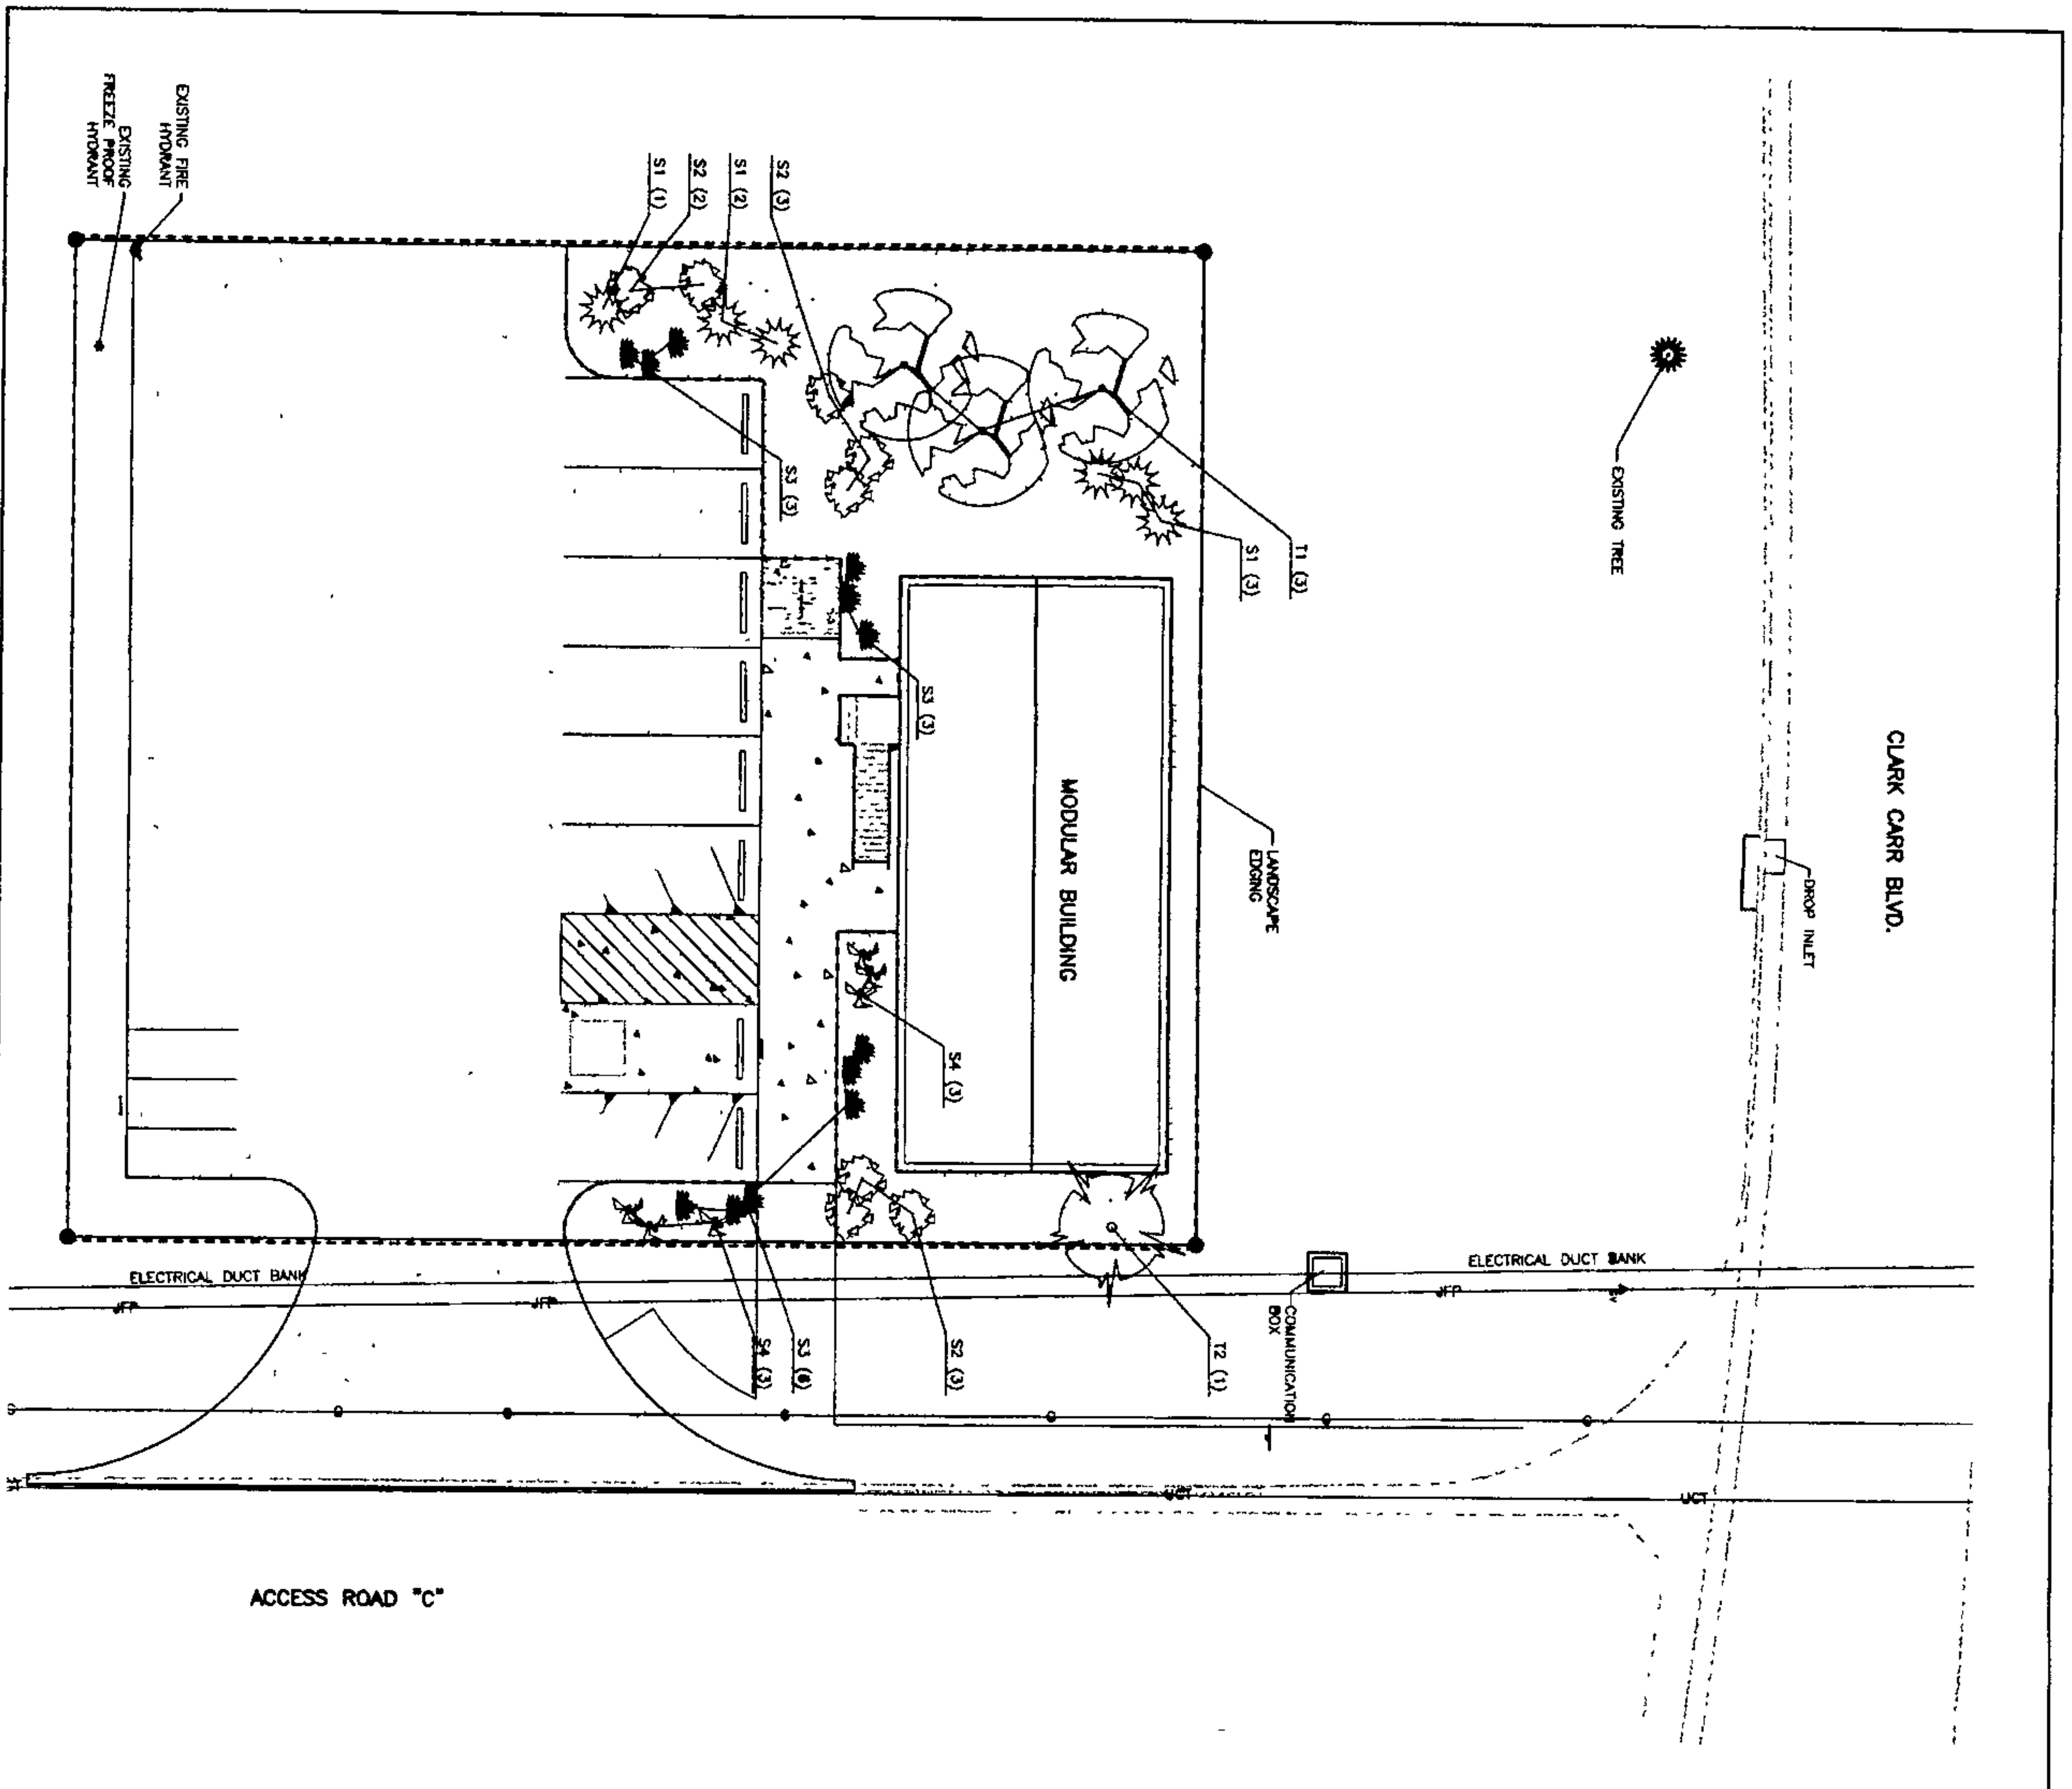 CLARK CARR BLVD.
DROP INLET
EXISTING TREE
T1 (3)
S1 (3)
LANDSCAPE
EDGING
MODULAR BUILDING
S2 (3)
S1 (2)
S2 (2)
S1 (1)
EXISTING FIRE
HYDRANT
EXISTING
FREEZE PROOF
HYDRANT
S3 (3)
S3 (3)
S4 (3)
ELECTRICAL DUCT BANK
ELECTRICAL DUCT BANK
COMMUNICATION
BOX
T2 (1)
S2 (3)
S3 (6)
S4 (3)
UCT
ACCESS ROAD "C"